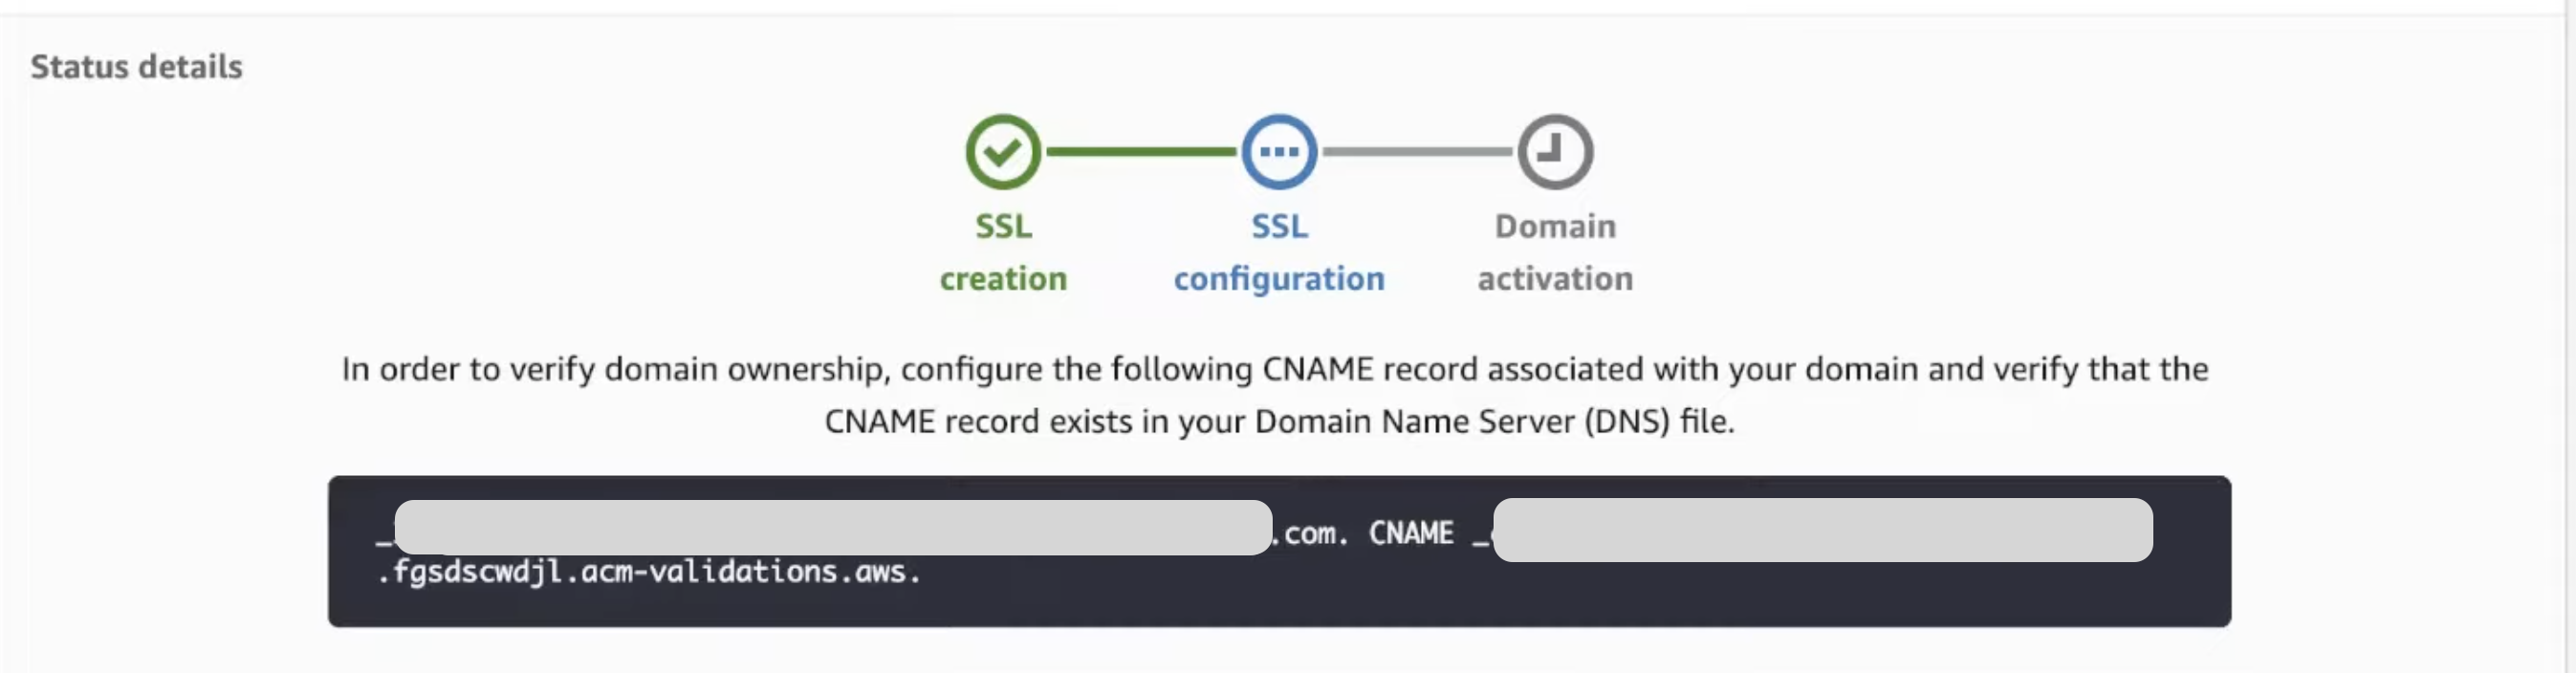 Status details
SSL creation
SSL configuration
Domain activation
In order to verify domain ownership, configure the following CNAME record associated with your domain and verify that the
CNAME record exists in your Domain Name Server (DNS) file.
_ .com. CNAME _
.fgsdscwdjl.acm-validations.aws.